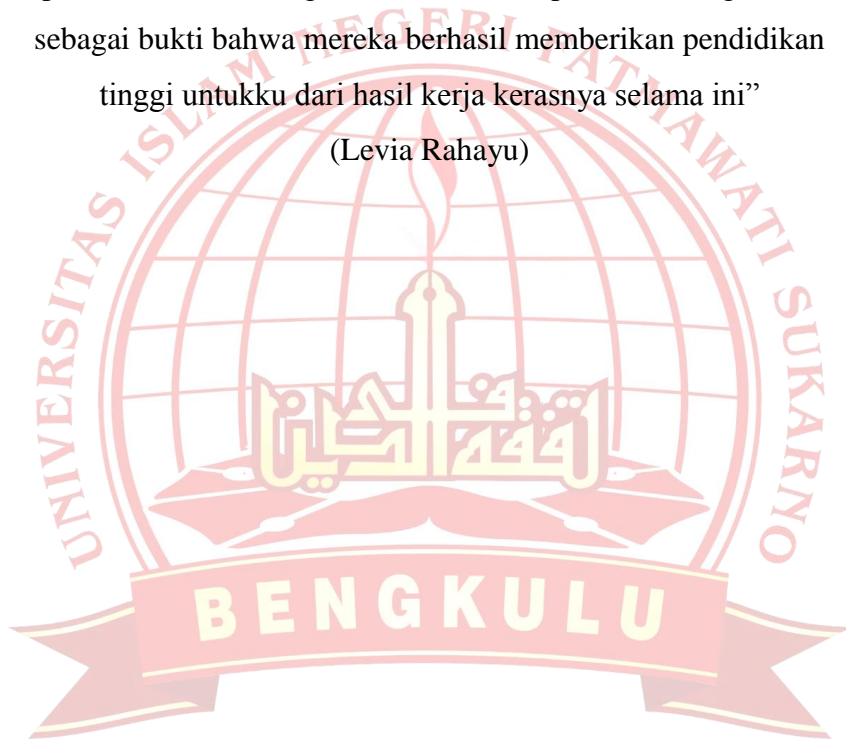 sebagai bukti bahwa mereka berhasil memberikan pendidikan
tinggi untukku dari hasil kerja kerasnya selama ini”
(Levia Rahayu)
UNIVERSITAS ISLAM NEGERI FATMAWATI SUKARNO
BENGKULU